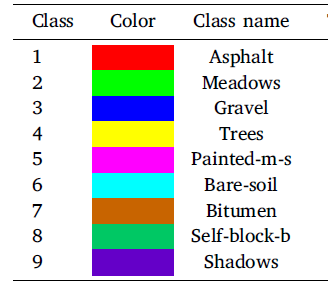 Class Color Class name
1 Asphalt
2 Meadows
3 Gravel
4 Trees
5 Painted-m-s
6 Bare-soil
7 Bitumen
8 Self-block-b
9 Shadows